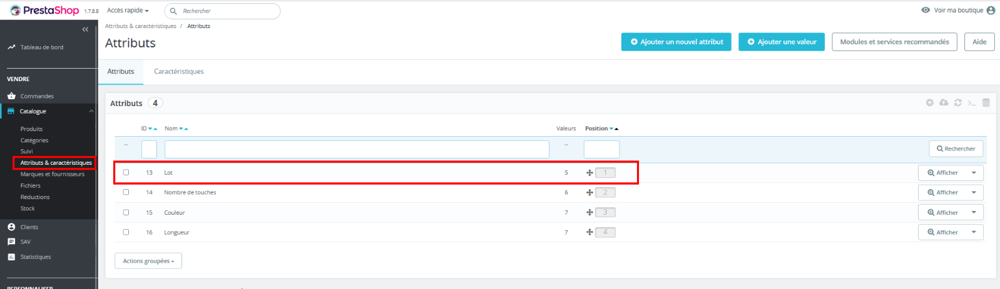 PrestaShop 1.7.8.8 Accès rapide Rechercher Voir ma boutique
Attributs & caractéristiques / Attributs
Attributs Ajouter un nouvel attribut Ajouter une valeur Modules et services recommandés Aide
Attributs Caractéristiques
Tableau de bord
VENDRE
Commandes
Catalogue
Produits
Catégories
Suivi
Attributs & caractéristiques
Marques et fournisseurs
Fichiers
Réductions
Stock
Clients
SAV
Statistiques
PERSONNALISER
Attributs 4
ID Nom Valeurs Position
-- -- Rechercher
13 Lot 5 1 Afficher
14 Nombre de touches 6 2 Afficher
15 Couleur 7 3 Afficher
16 Longueur 7 4 Afficher
Actions groupées